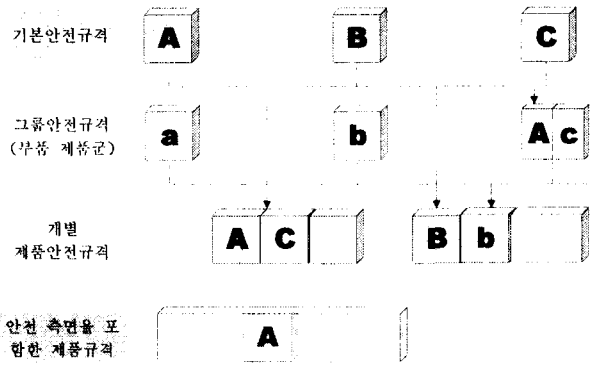 기본안전규격 A B C
그룹안전규격
(부품 제품군) a b A c
개별
제품안전규격 A C B b
안전 측면을 포
함한 제품규격 A